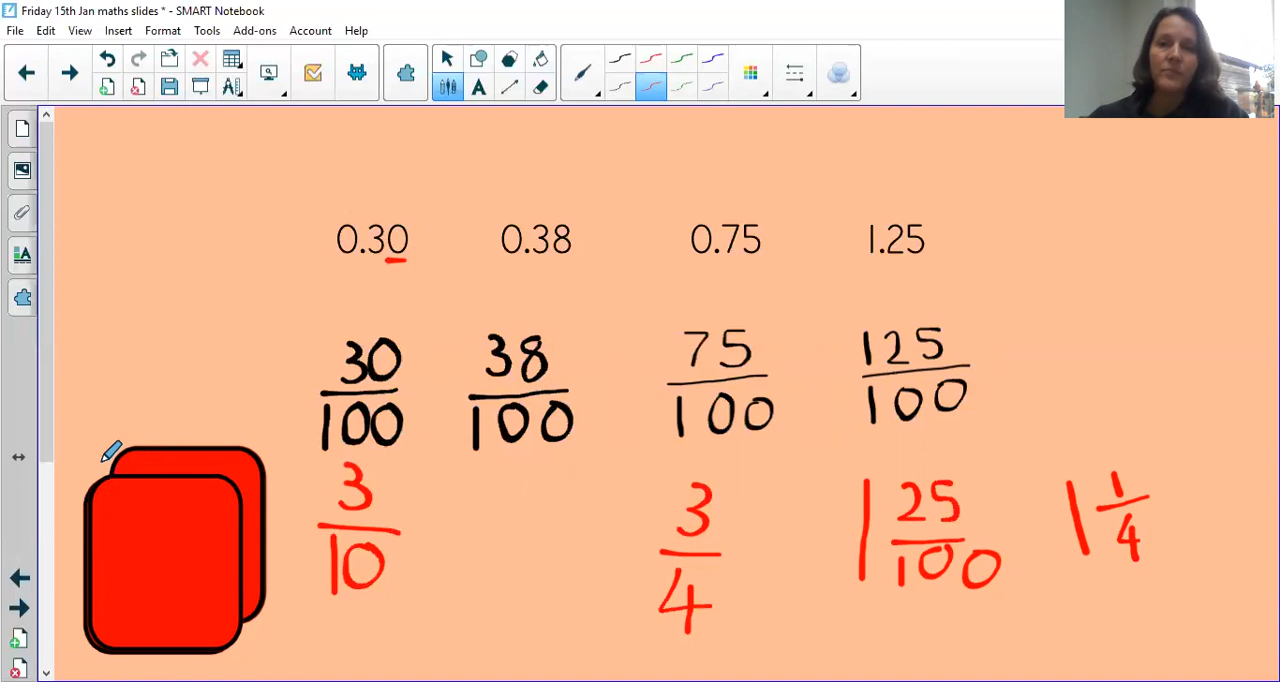 Friday 15th Jan maths slides * - SMART Notebook
File Edit View Insert Format Tools Add-ons Account Help
0.30 0.38 0.75 1.25
30/100 38/100 75/100 125/100
3/10 3/4 1 25/100 1 1/4